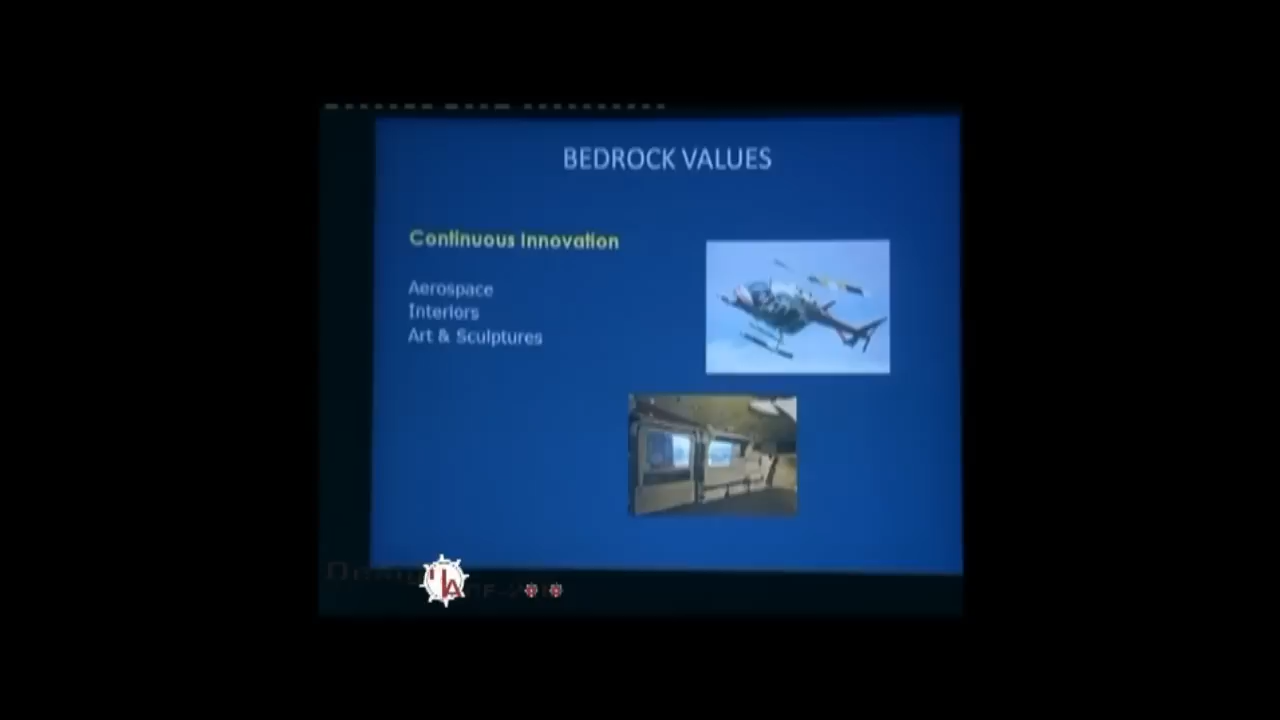 BEDROCK VALUES
Continuous Innovation
Aerospace
Interiors
Art & Sculptures